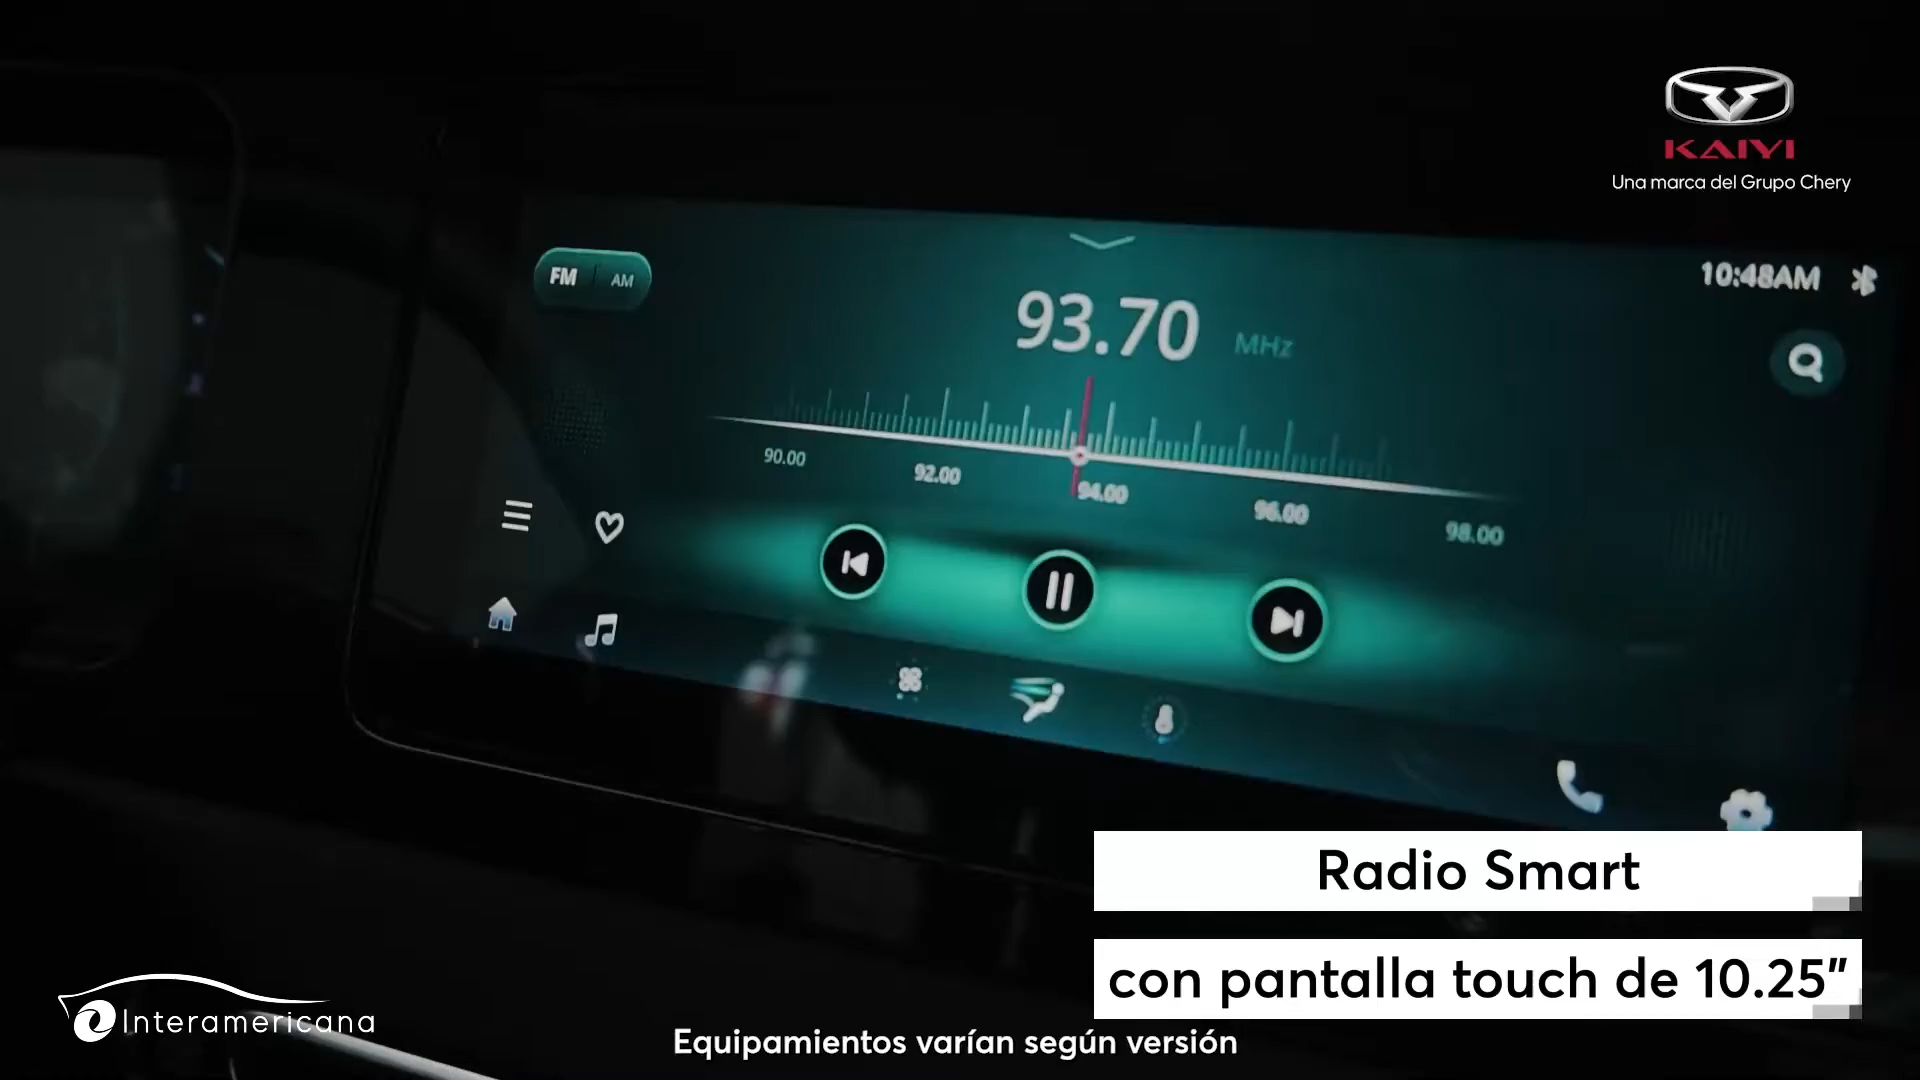 KAIYI
Una marca del Grupo Chery
FM AM
10:48AM
93.70 MHz
90.00 92.00 94.00 96.00 98.00
Radio Smart
con pantalla touch de 10.25”
Interamericana
Equipamientos varían según versión